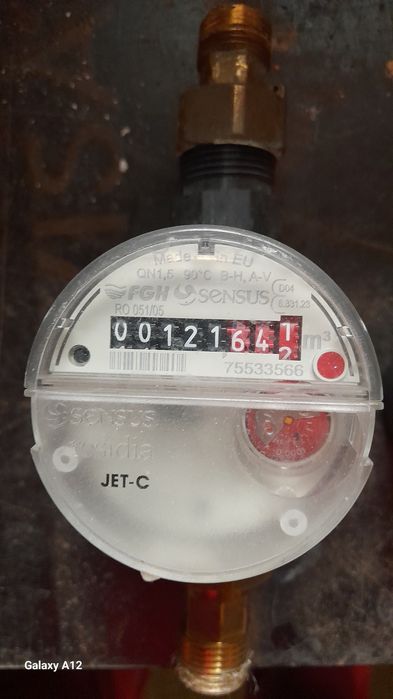 Made in EU
QN1,5 90°C B-H, A-V
FGH sensus
D04
6.331.23
RO 051/05
00121641 m³
2
75533566
sensus
JET-C
Galaxy A12